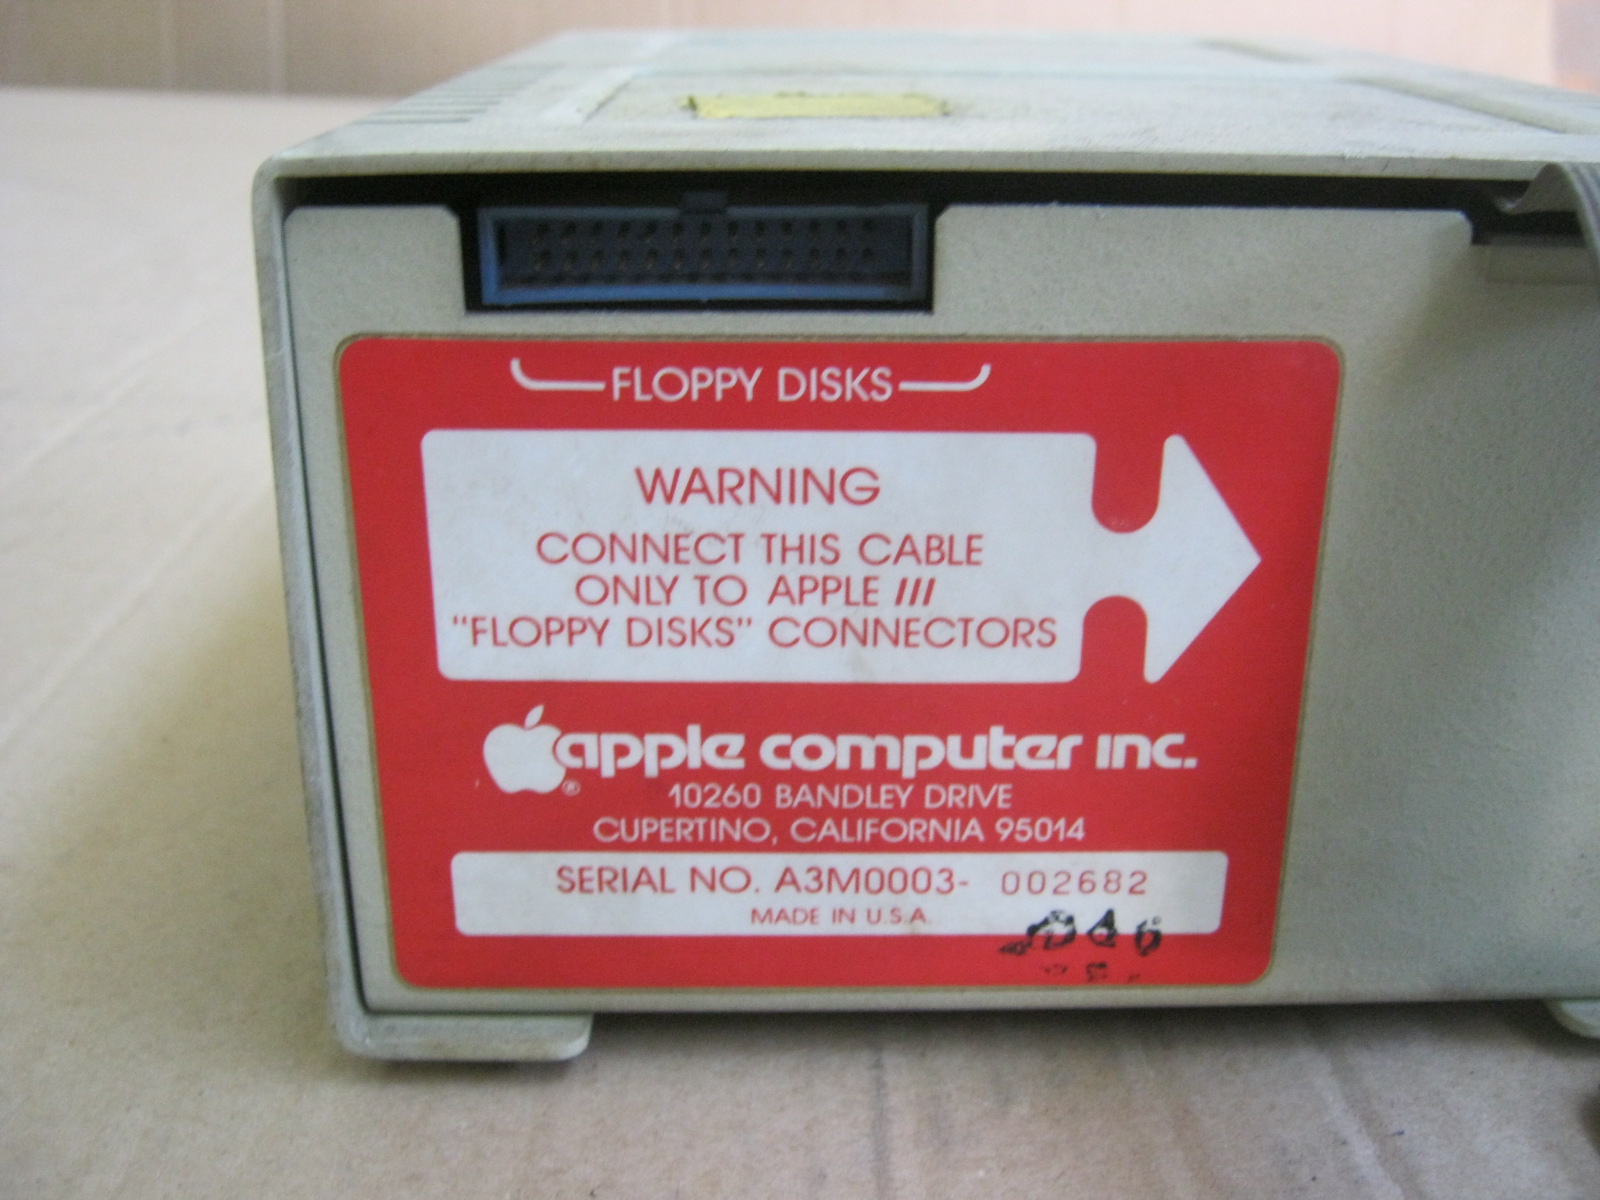 FLOPPY DISKS
WARNING
CONNECT THIS CABLE
ONLY TO APPLE ///
"FLOPPY DISKS" CONNECTORS
apple computer inc.
®
10260 BANDLEY DRIVE
CUPERTINO, CALIFORNIA 95014
SERIAL NO. A3M0003- 002682
MADE IN U.S.A.